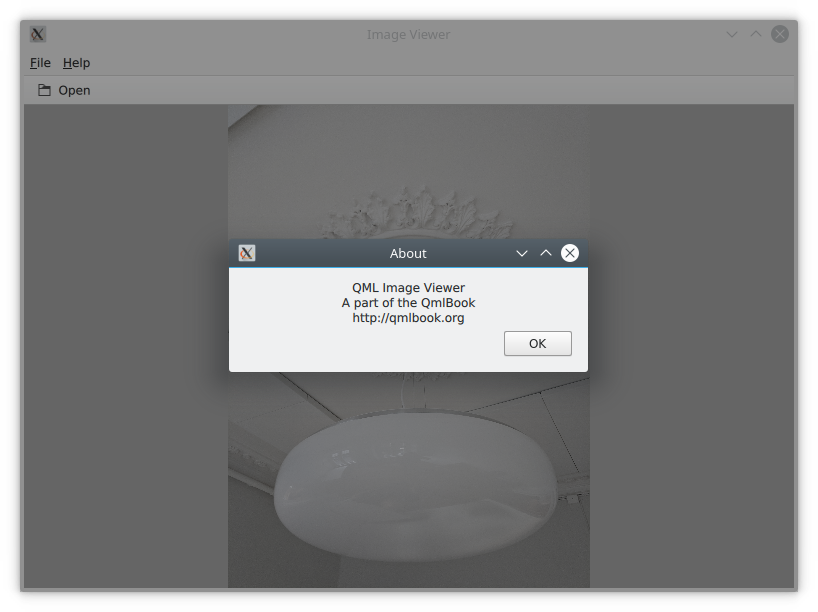 Image Viewer
File Help
Open
About
QML Image Viewer
A part of the QmlBook
http://qmlbook.org
OK